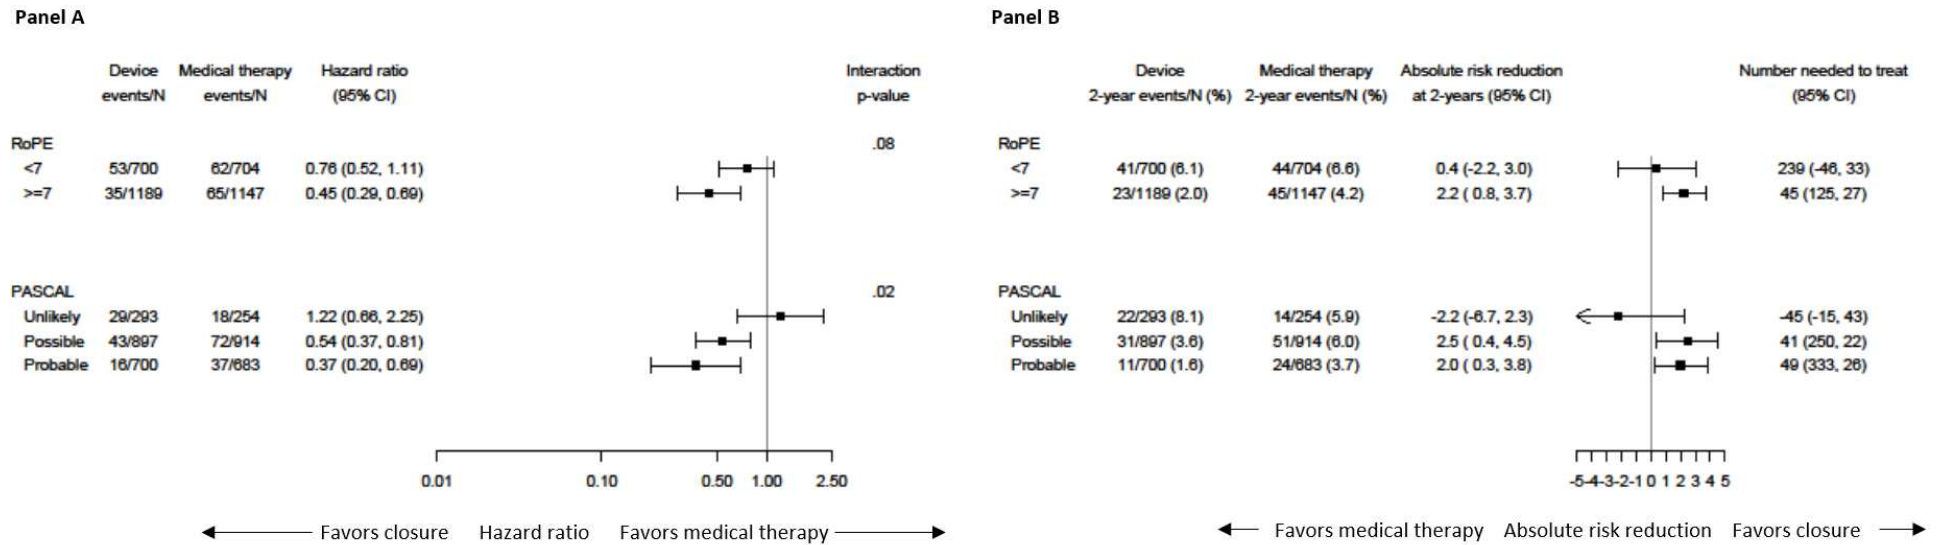 Panel A
Device Medical therapy Hazard ratio Interaction
events/N events/N (95% CI) p-value
RoPE .08
<7 53/700 62/704 0.76 (0.52, 1.11)
>=7 35/1189 65/1147 0.45 (0.29, 0.69)
PASCAL .02
Unlikely 29/293 18/254 1.22 (0.66, 2.25)
Possible 43/897 72/914 0.54 (0.37, 0.81)
Probable 16/700 37/683 0.37 (0.20, 0.69)
0.01 0.10 0.50 1.00 2.50
Favors closure Hazard ratio Favors medical therapy
Panel B
Device Medical therapy Absolute risk reduction Number needed to treat
2-year events/N (%) 2-year events/N (%) at 2-years (95% CI) (95% CI)
RoPE
<7 41/700 (6.1) 44/704 (6.6) 0.4 (-2.2, 3.0) 239 (-46, 33)
>=7 23/1189 (2.0) 45/1147 (4.2) 2.2 ( 0.8, 3.7) 45 (125, 27)
PASCAL
Unlikely 22/293 (8.1) 14/254 (5.9) -2.2 (-6.7, 2.3) -45 (-15, 43)
Possible 31/897 (3.6) 51/914 (6.0) 2.5 ( 0.4, 4.5) 41 (250, 22)
Probable 11/700 (1.6) 24/683 (3.7) 2.0 ( 0.3, 3.8) 49 (333, 26)
-5-4-3-2-1 0 1 2 3 4 5
Favors medical therapy Absolute risk reduction Favors closure